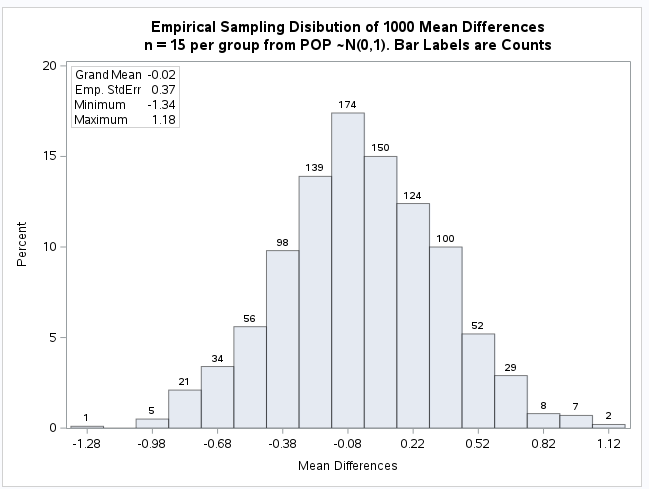 Empirical Sampling Disibution of 1000 Mean Differences
n = 15 per group from POP ~N(0,1). Bar Labels are Counts
Grand Mean -0.02
Emp. StdErr 0.37
Minimum -1.34
Maximum 1.18
20
15
10
5
0
Percent
1
5
21
34
56
98
139
174
150
124
100
52
29
8
7
2
-1.28 -0.98 -0.68 -0.38 -0.08 0.22 0.52 0.82 1.12
Mean Differences